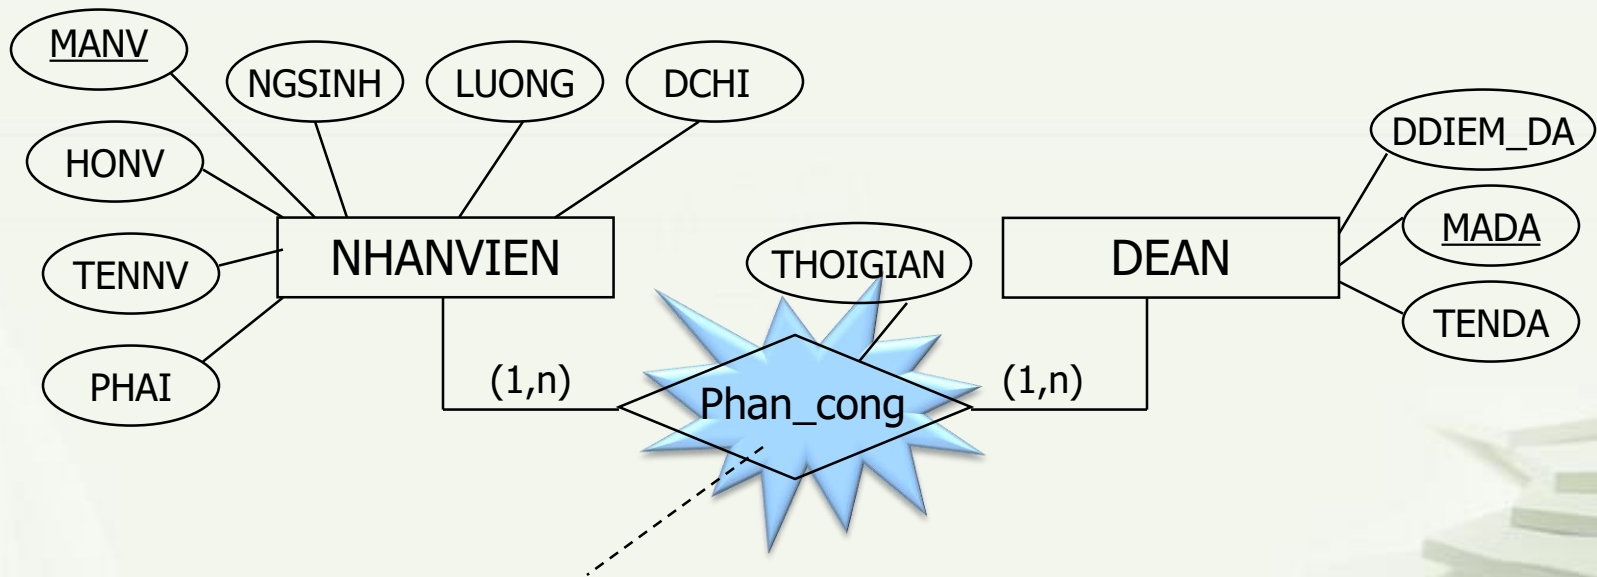 MANV
NGSINH
LUONG
DCHI
HONV
TENNV
PHAI
NHANVIEN
THOIGIAN
DEAN
DDIEM_DA
MADA
TENDA
(1,n)
Phan_cong
(1,n)